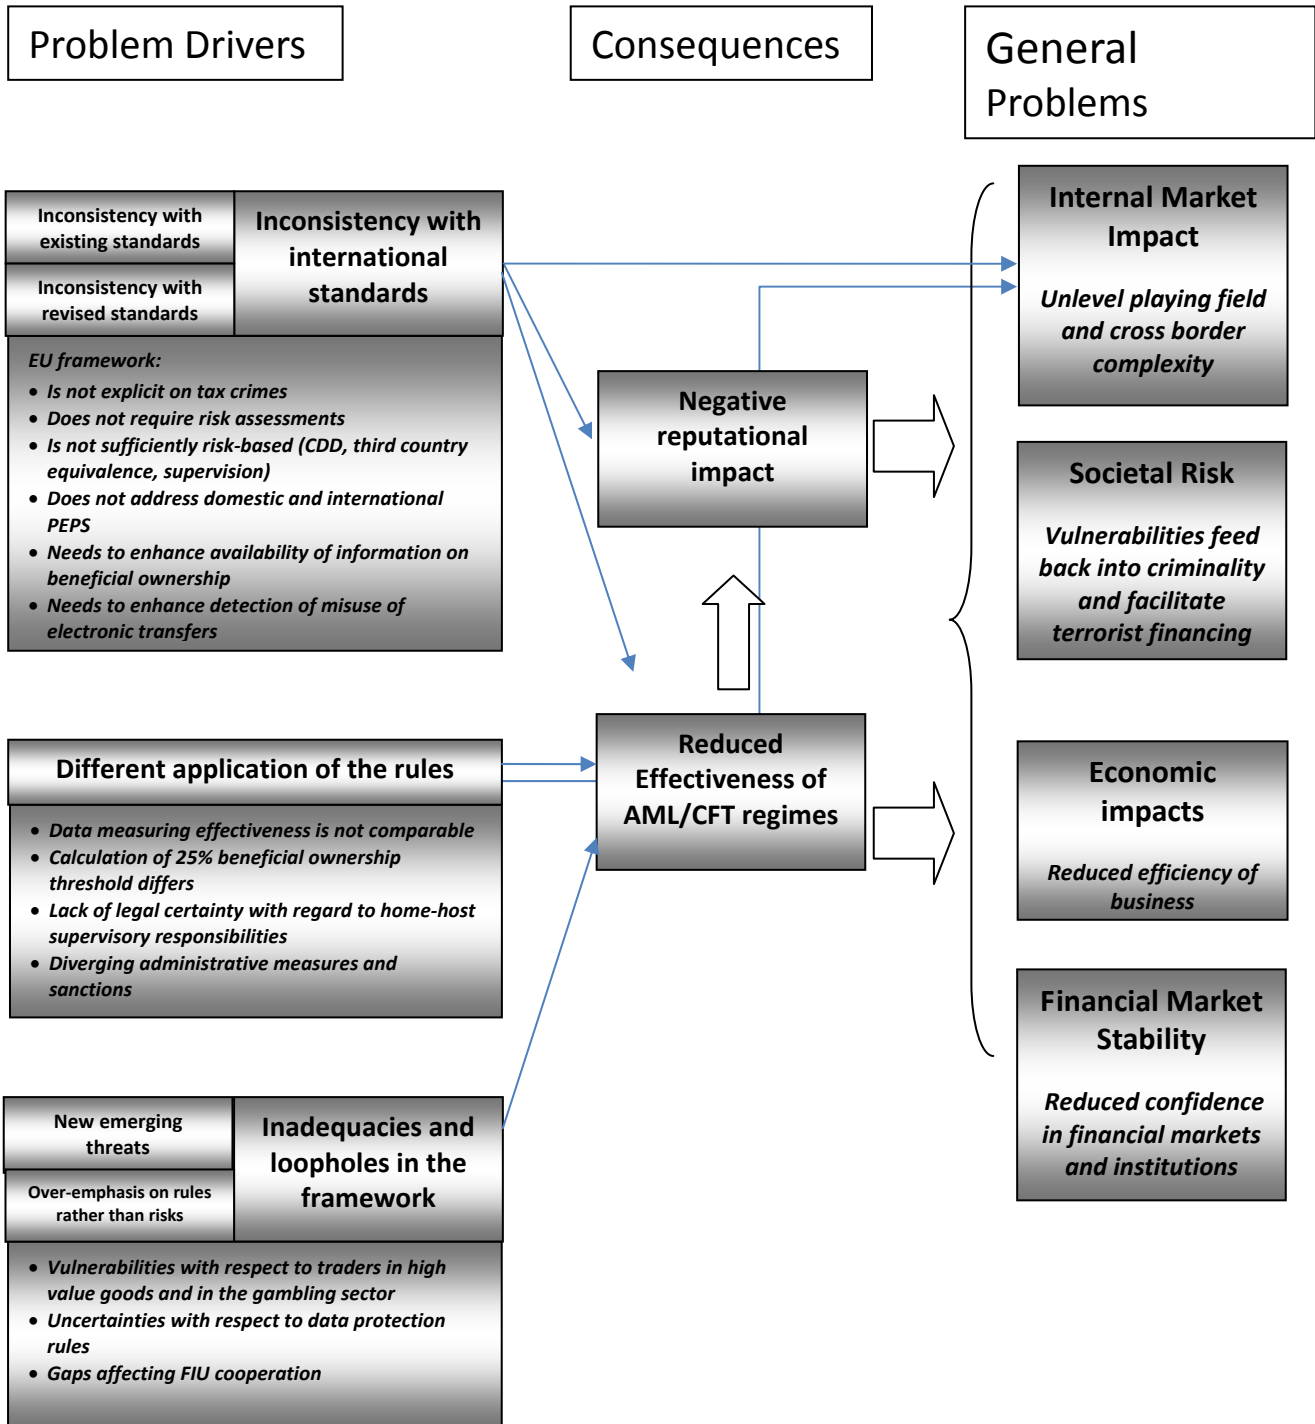 Problem Drivers
Consequences
General
Problems
Inconsistency with
existing standards
Inconsistency with
revised standards
Inconsistency with
international
standards
EU framework:
• Is not explicit on tax crimes
• Does not require risk assessments
• Is not sufficiently risk-based (CDD, third country
equivalence, supervision)
• Does not address domestic and international
PEPS
• Needs to enhance availability of information on
beneficial ownership
• Needs to enhance detection of misuse of
electronic transfers
Different application of the rules
• Data measuring effectiveness is not comparable
• Calculation of 25% beneficial ownership
threshold differs
• Lack of legal certainty with regard to home-host
supervisory responsibilities
• Diverging administrative measures and
sanctions
New emerging
threats
Over-emphasis on rules
rather than risks
Inadequacies and
loopholes in the
framework
• Vulnerabilities with respect to traders in high
value goods and in the gambling sector
• Uncertainties with respect to data protection
rules
• Gaps affecting FIU cooperation
Negative
reputational
impact
Reduced
Effectiveness of
AML/CFT regimes
Internal Market
Impact
Unlevel playing field
and cross border
complexity
Societal Risk
Vulnerabilities feed
back into criminality
and facilitate
terrorist financing
Economic
impacts
Reduced efficiency of
business
Financial Market
Stability
Reduced confidence
in financial markets
and institutions